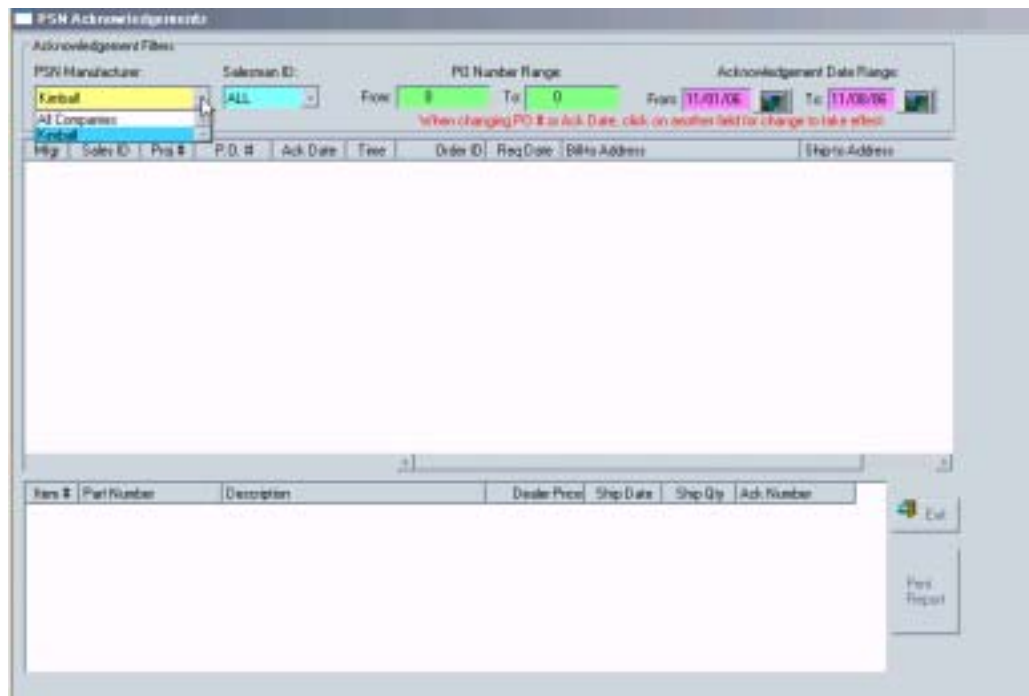 PSN Acknowledgements
Acknowledgement Filters
PSN Manufacturer: Salesman ID: PO Number Range: Acknowledgement Date Range:
Kimball ALL From: 0 To: 0 From: 11/01/06 To: 11/08/06
All Companies
Kimball
When changing PO # or Ack Date, click on another field for change to take effect
Mfgr Sales ID Proj # P.O. # Ack Date Time Order ID Req Date Bill-to Address Ship-to Address
Item # Part Number Description Dealer Price Ship Date Ship Qty Ack Number
Exit
Print
Report